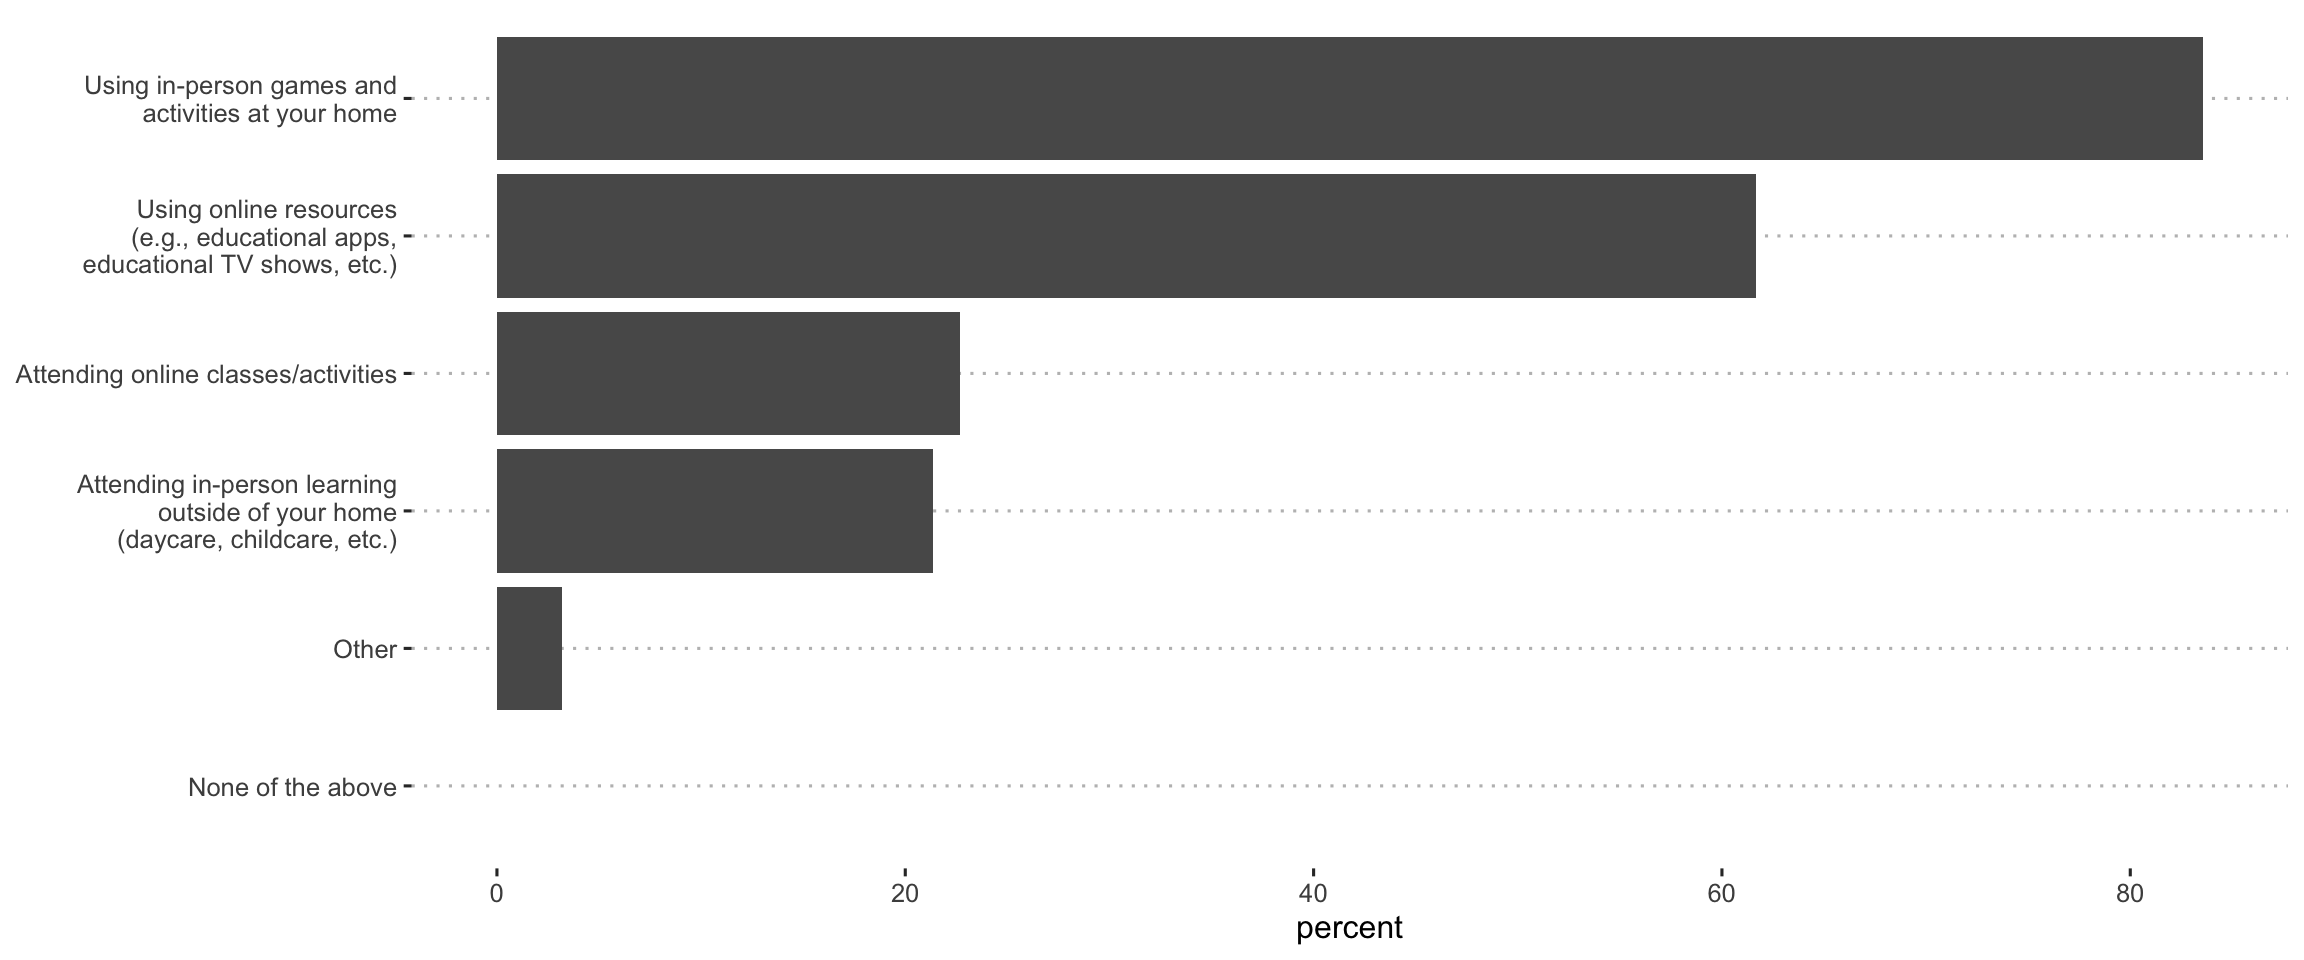 Using in-person games and
activities at your home
Using online resources
(e.g., educational apps,
educational TV shows, etc.)
Attending online classes/activities
Attending in-person learning
outside of your home
(daycare, childcare, etc.)
Other
None of the above
0 20 40 60 80
percent